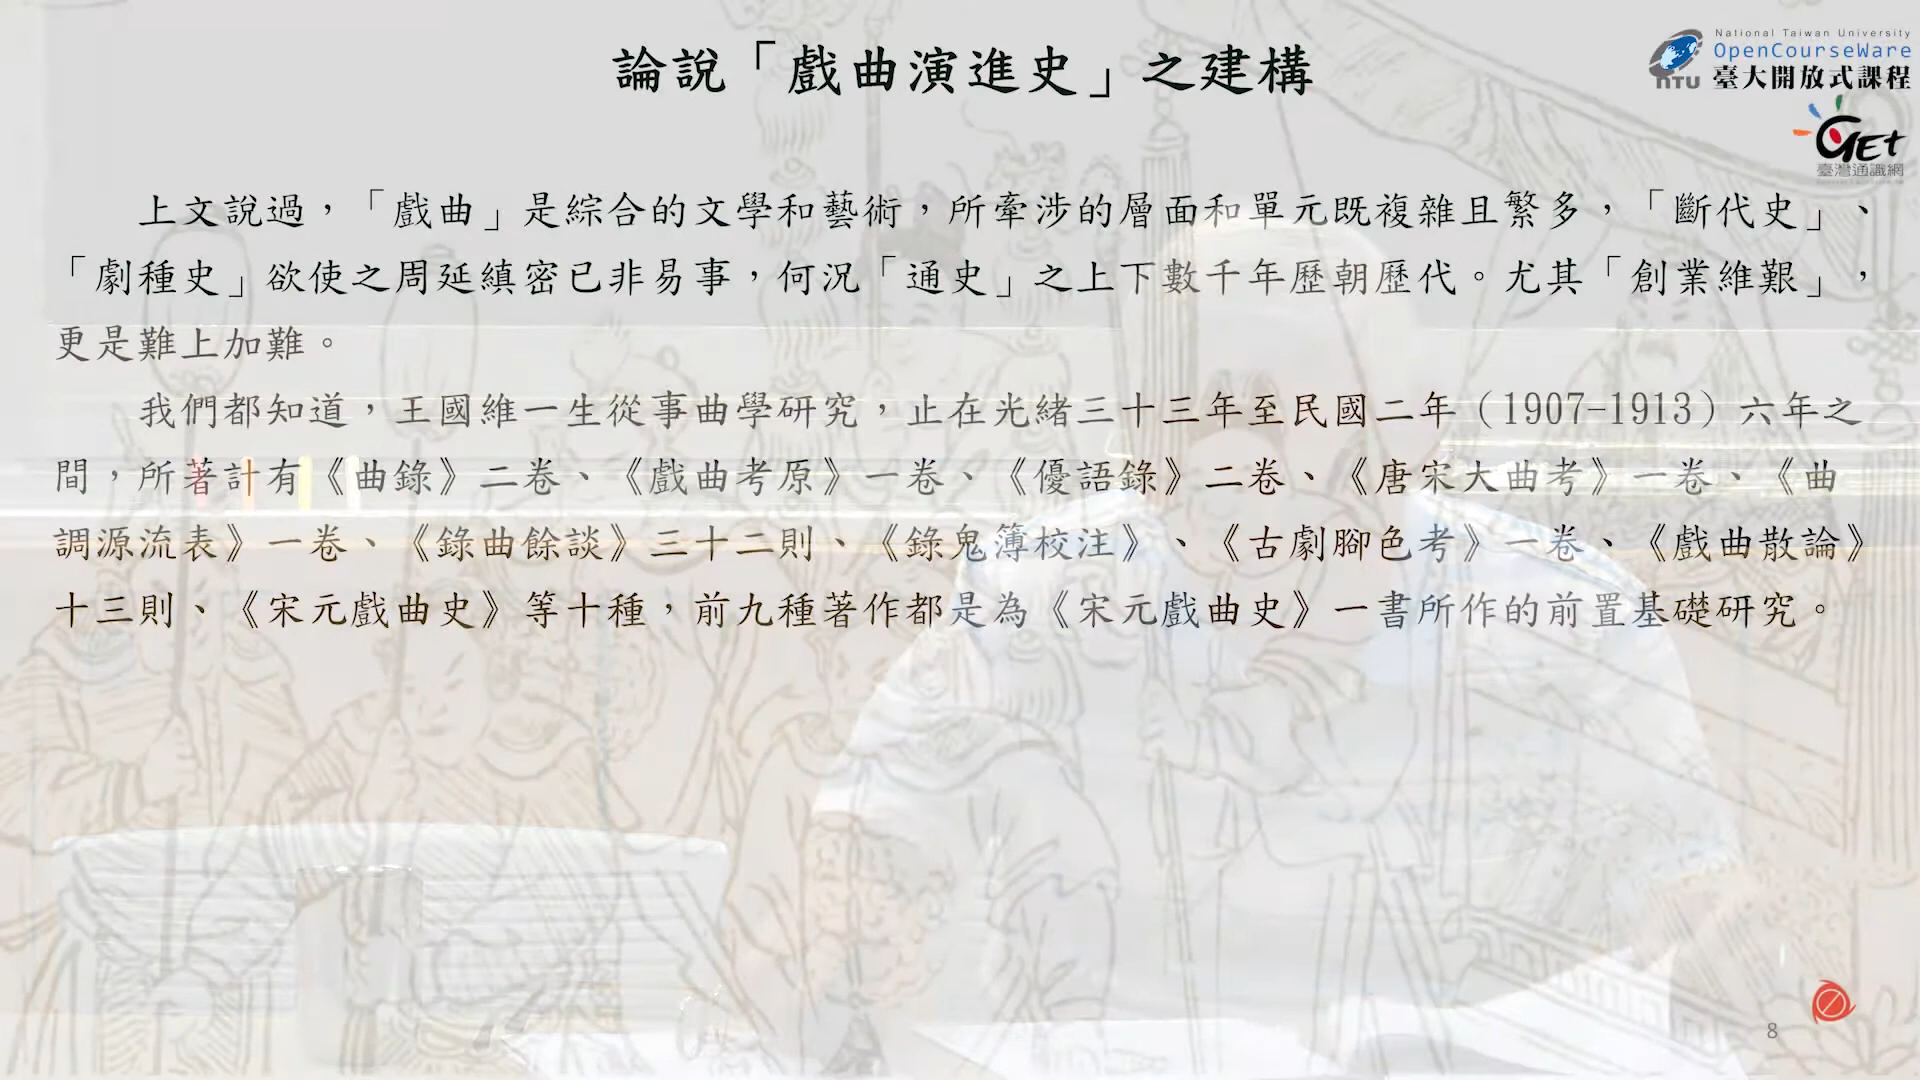 論說「戲曲演進史」之建構
National Taiwan University
OpenCourseWare
NTU 臺大開放式課程
GET
臺灣通識網
上文說過，「戲曲」是綜合的文學和藝術，所牽涉的層面和單元既複雜且繁多，「斷代史」、
「劇種史」欲使之周延縝密已非易事，何況「通史」之上下數千年歷朝歷代。尤其「創業維艱」，
更是難上加難。
我們都知道，王國維一生從事曲學研究，止在光緒三十三年至民國二年（1907-1913）六年之
間，所著計有《曲錄》二卷、《戲曲考原》一卷、《優語錄》二卷、《唐宋大曲考》一卷、《曲
調源流表》一卷、《錄曲餘談》三十二則、《錄鬼簿校注》、《古劇腳色考》一卷、《戲曲散論》
十三則、《宋元戲曲史》等十種，前九種著作都是為《宋元戲曲史》一書所作的前置基礎研究。
8